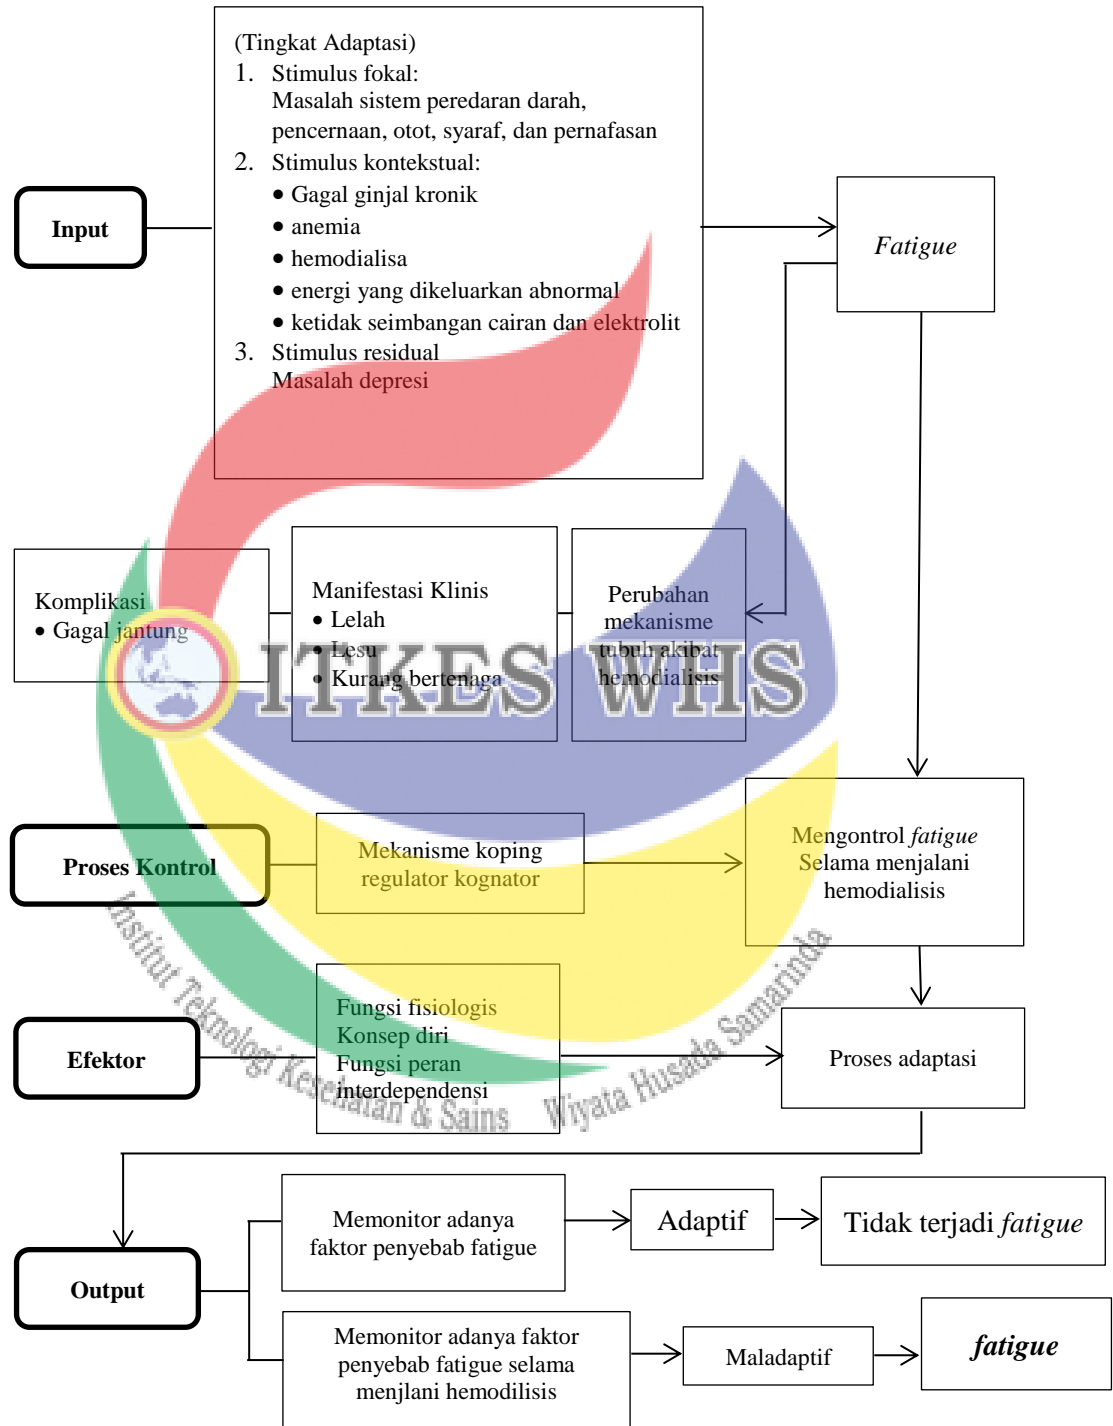 (Tingkat Adaptasi)
1. Stimulus fokal:
Masalah sistem peredaran darah,
pencernaan, otot, syaraf, dan pernafasan
2. Stimulus kontekstual:
• Gagal ginjal kronik
• anemia
• hemodialisa
• energi yang dikeluarkan abnormal
• ketidak seimbangan cairan dan elektrolit
3. Stimulus residual
Masalah depresi
Input
Fatigue
Komplikasi
• Gagal jantung
Manifestasi Klinis
• Lelah
• Lesu
• Kurang bertenaga
Perubahan
mekanisme
tubuh akibat
hemodialisis
ITKES WHS
Proses Kontrol
Mekanisme koping
regulator kognator
Mengontrol fatigue
Selama menjalani
hemodialisis
Efektor
Fungsi fisiologis
Konsep diri
Fungsi peran
interdependensi
Proses adaptasi
Institut Teknologi Kesehatan & Sains Wiyata Husada Samarinda
Output
Memonitor adanya
faktor penyebab fatigue
Adaptif
Tidak terjadi fatigue
Memonitor adanya faktor
penyebab fatigue selama
menjlani hemodilisis
Maladaptif
fatigue